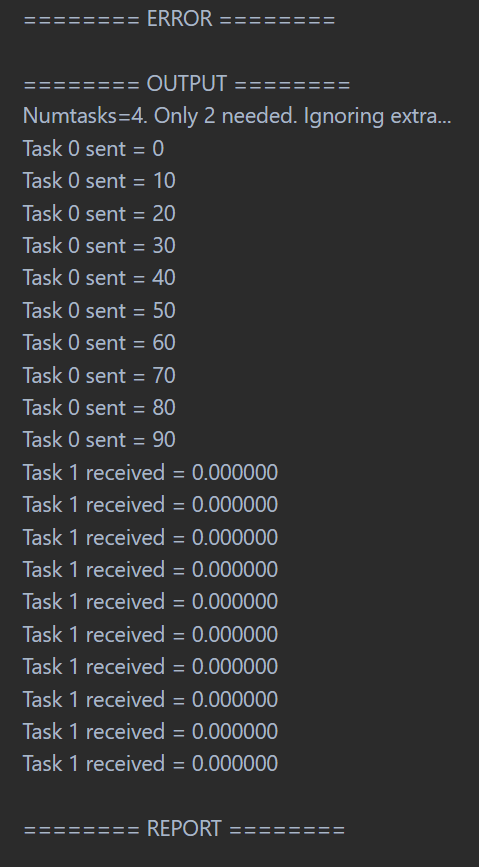 ======== ERROR ========
======== OUTPUT ========
Numtasks=4. Only 2 needed. Ignoring extra...
Task 0 sent = 0
Task 0 sent = 10
Task 0 sent = 20
Task 0 sent = 30
Task 0 sent = 40
Task 0 sent = 50
Task 0 sent = 60
Task 0 sent = 70
Task 0 sent = 80
Task 0 sent = 90
Task 1 received = 0.000000
Task 1 received = 0.000000
Task 1 received = 0.000000
Task 1 received = 0.000000
Task 1 received = 0.000000
Task 1 received = 0.000000
Task 1 received = 0.000000
Task 1 received = 0.000000
Task 1 received = 0.000000
Task 1 received = 0.000000
======== REPORT ========